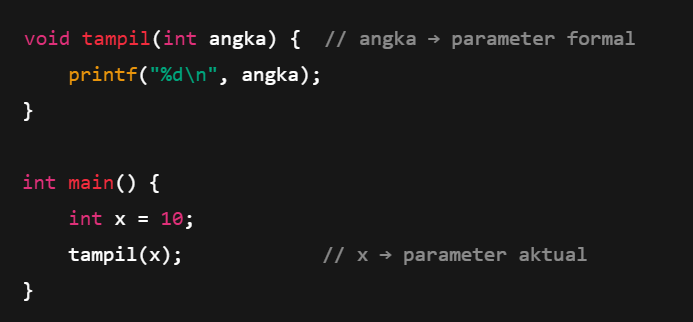 void tampil(int angka) {  // angka → parameter formal
    printf("%d\n", angka);
}

int main() {
    int x = 10;
    tampil(x);            // x → parameter aktual
}